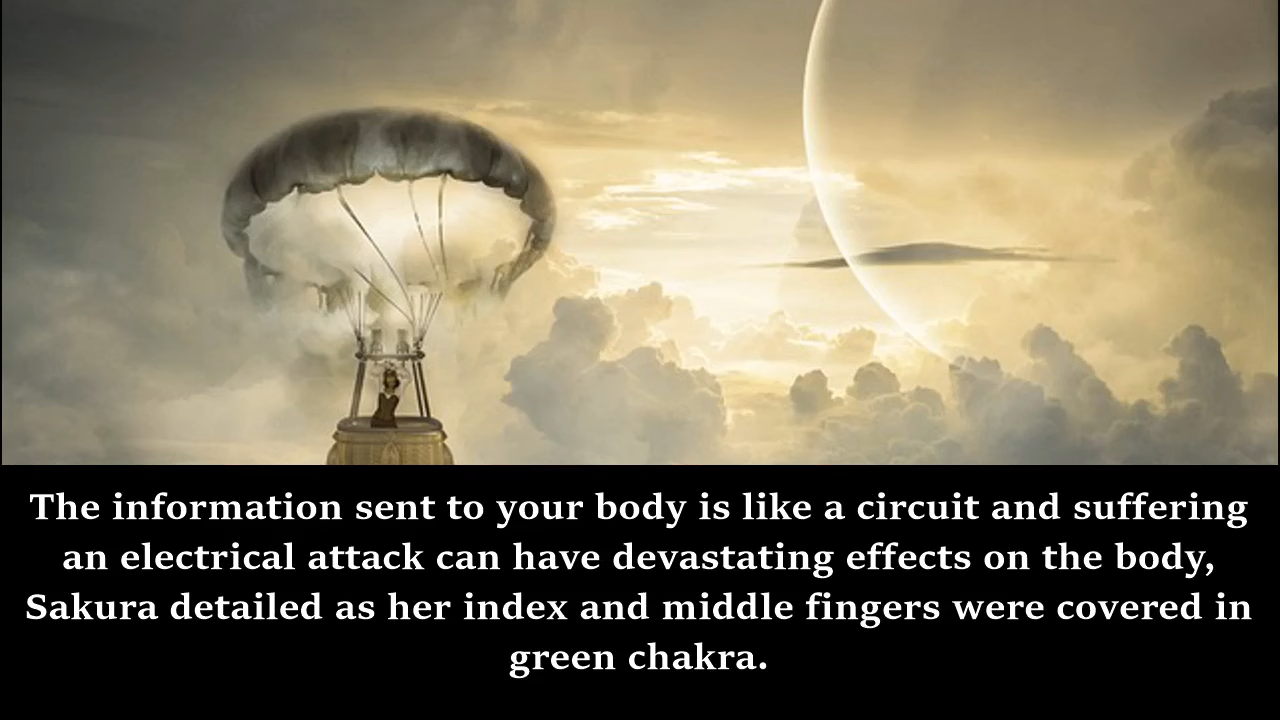 The information sent to your body is like a circuit and suffering
an electrical attack can have devastating effects on the body,
Sakura detailed as her index and middle fingers were covered in
green chakra.